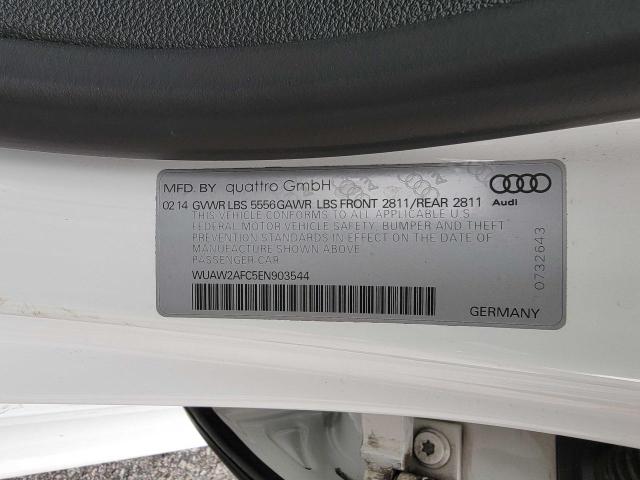 MFD. BY quattro GmbH
Audi
02 14 GVWR LBS 5556 GAWR LBS FRONT 2811/REAR 2811
THIS VEHICLE CONFORMS TO ALL APPLICABLE U.S
FEDERAL MOTOR VEHICLE SAFETY, BUMPER AND THEFT
PREVENTION STANDARDS IN EFFECT ON THE DATE OF
MANUFACTURE SHOWN ABOVE.
PASSENGER-CAR
WUAW2AFC5EN903544
0732643
GERMANY